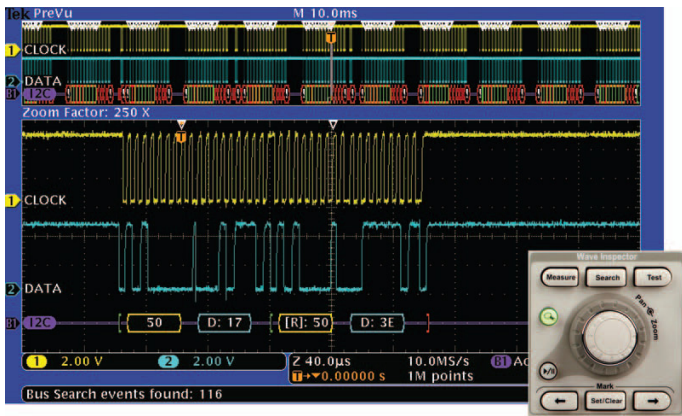 Tek PreVu M 10.0ms
T
1 CLOCK
2 DATA
B1 I2C
Zoom Factor: 250 X
T
1 CLOCK
2 DATA
B1 I2C 50 D: 17 [R]: 50 D: 3E
1 2.00 V 2 2.00 V Z 40.0µs 10.0MS/s B1
T→▼0.00000 s 1M points
Bus Search events found: 116
Wave Inspector
Measure Search Test
Pan Zoom
Mark
← Set/Clear →